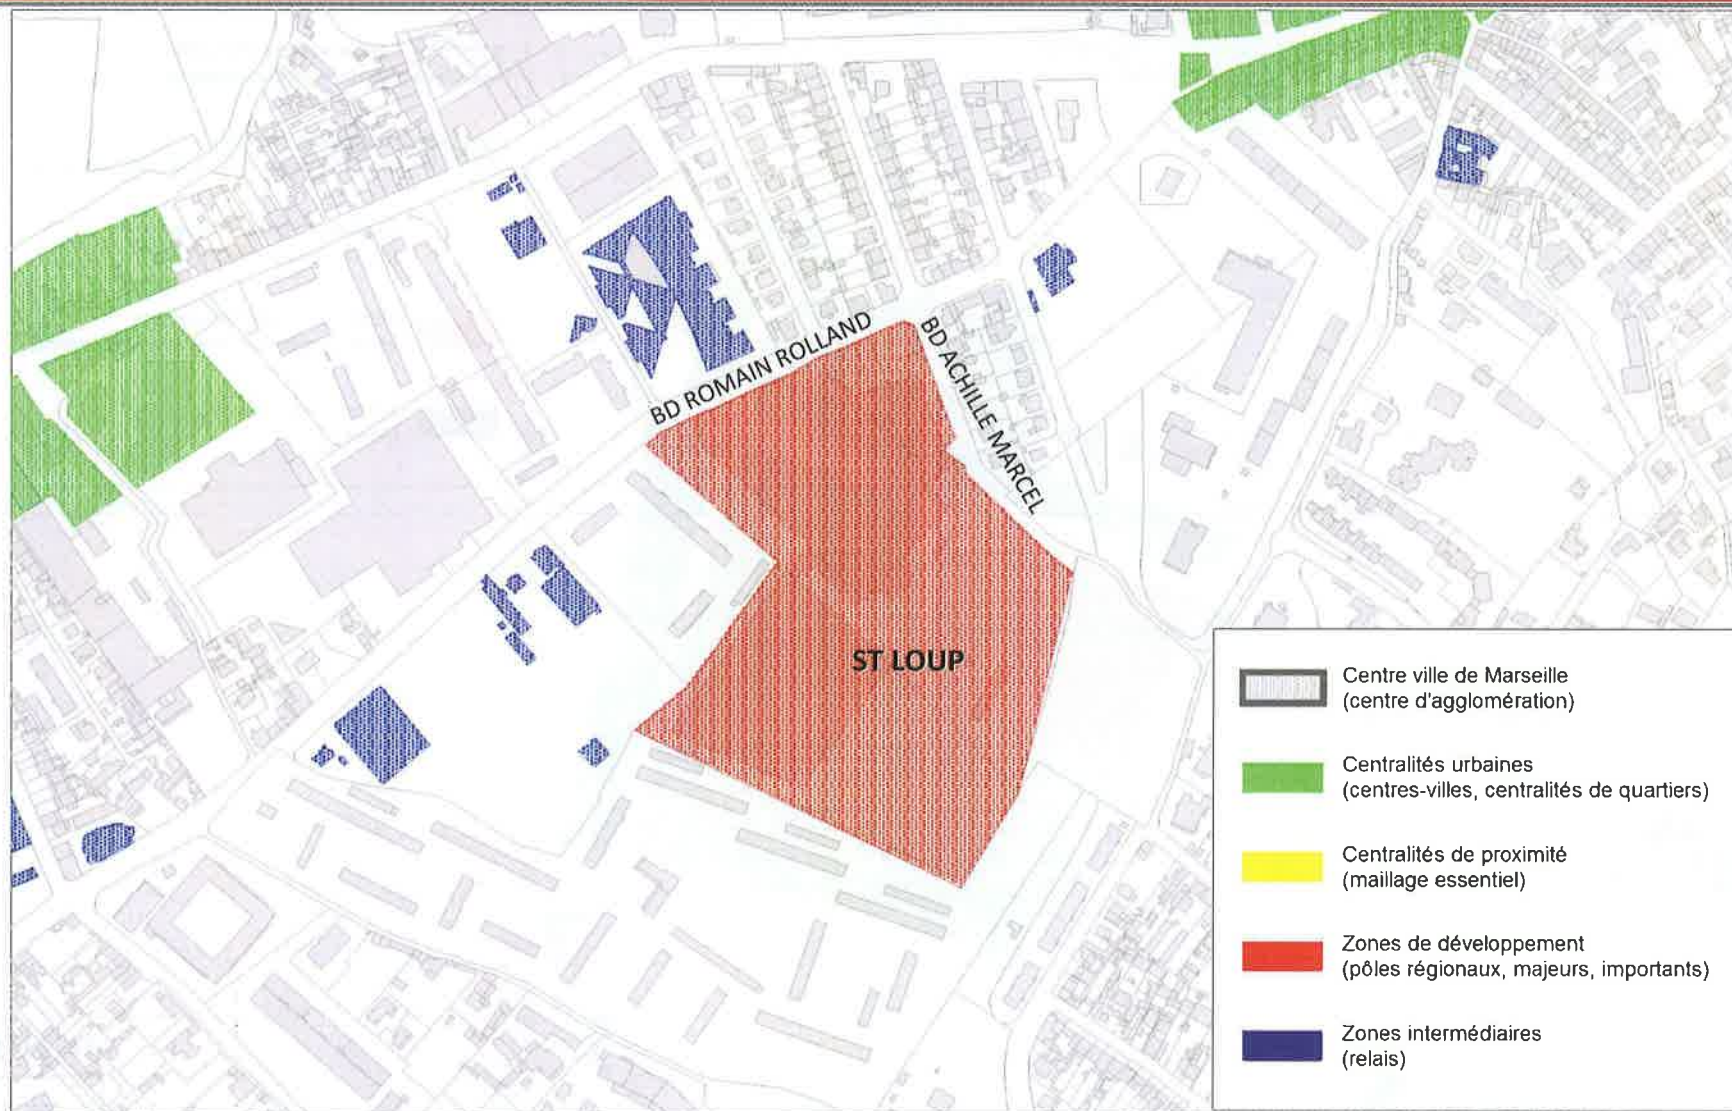 BD ROMAIN ROLLAND
BD ACHILLE MARCEL
ST LOUP
Centre ville de Marseille
(centre d'agglomération)
Centralités urbaines
(centres-villes, centralités de quartiers)
Centralités de proximité
(maillage essentiel)
Zones de développement
(pôles régionaux, majeurs, importants)
Zones intermédiaires
(relais)